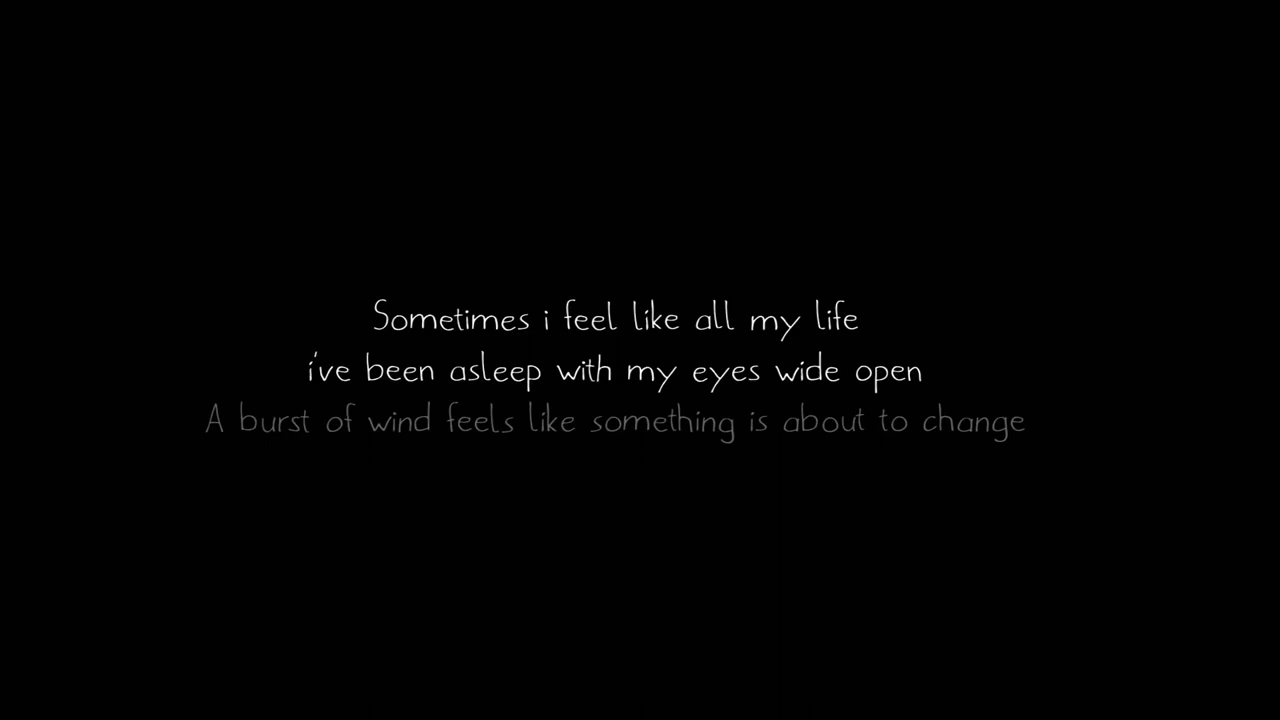 Sometimes i feel like all my life
i've been asleep with my eyes wide open
A burst of wind feels like something is about to change